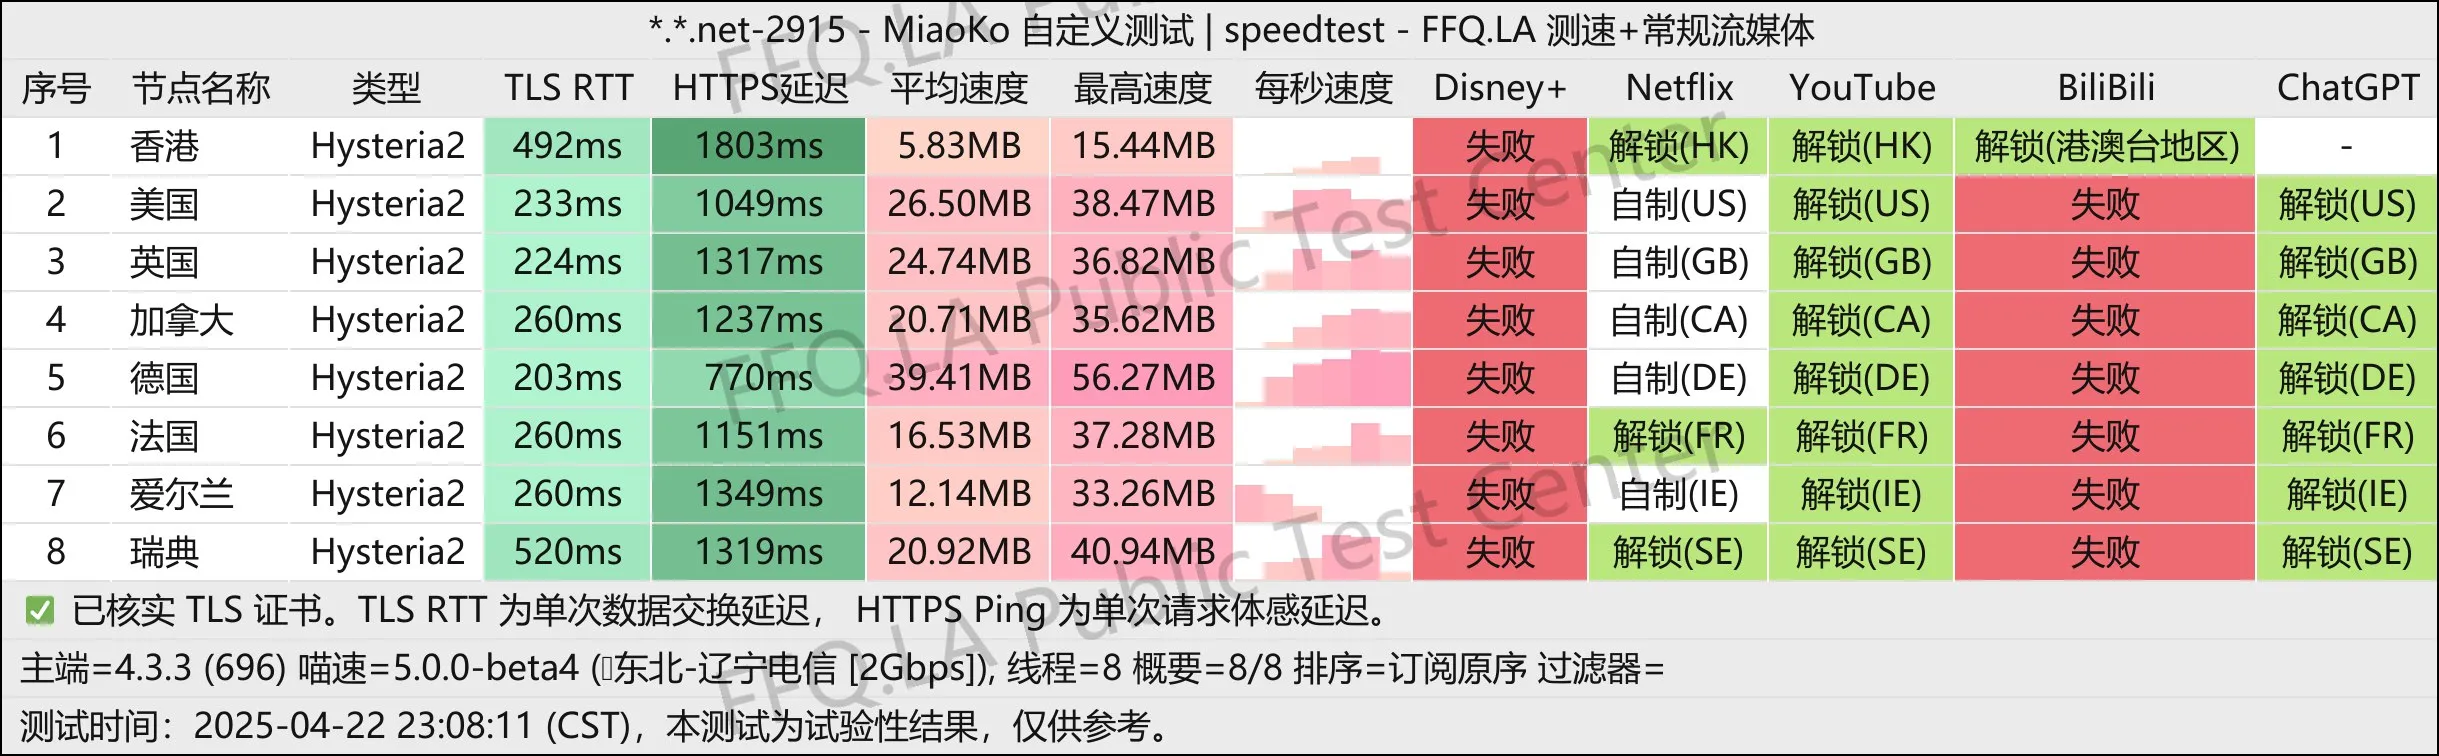 *.*.net-2915 - MiaoKo 自定义测试 | speedtest - FFQ.LA 测速+常规流媒体
序号 节点名称 类型 TLS RTT HTTPS延迟 平均速度 最高速度 每秒速度 Disney+ Netflix YouTube BiliBili ChatGPT
1 香港 Hysteria2 492ms 1803ms 5.83MB 15.44MB 失败 解锁(HK) 解锁(HK) 解锁(港澳台地区) -
2 美国 Hysteria2 233ms 1049ms 26.50MB 38.47MB 失败 自制(US) 解锁(US) 失败 解锁(US)
3 英国 Hysteria2 224ms 1317ms 24.74MB 36.82MB 失败 自制(GB) 解锁(GB) 失败 解锁(GB)
4 加拿大 Hysteria2 260ms 1237ms 20.71MB 35.62MB 失败 自制(CA) 解锁(CA) 失败 解锁(CA)
5 德国 Hysteria2 203ms 770ms 39.41MB 56.27MB 失败 自制(DE) 解锁(DE) 失败 解锁(DE)
6 法国 Hysteria2 260ms 1151ms 16.53MB 37.28MB 失败 解锁(FR) 解锁(FR) 失败 解锁(FR)
7 爱尔兰 Hysteria2 260ms 1349ms 12.14MB 33.26MB 失败 自制(IE) 解锁(IE) 失败 解锁(IE)
8 瑞典 Hysteria2 520ms 1319ms 20.92MB 40.94MB 失败 解锁(SE) 解锁(SE) 失败 解锁(SE)
✅ 已核实 TLS 证书。TLS RTT 为单次数据交换延迟， HTTPS Ping 为单次请求体感延迟。
主端=4.3.3 (696) 喵速=5.0.0-beta4 (▯东北-辽宁电信 [2Gbps]), 线程=8 概要=8/8 排序=订阅原序 过滤器=
测试时间：2025-04-22 23:08:11 (CST)，本测试为试验性结果，仅供参考。
FFQ.LA Public Test Center
FFQ.LA Public Test Center